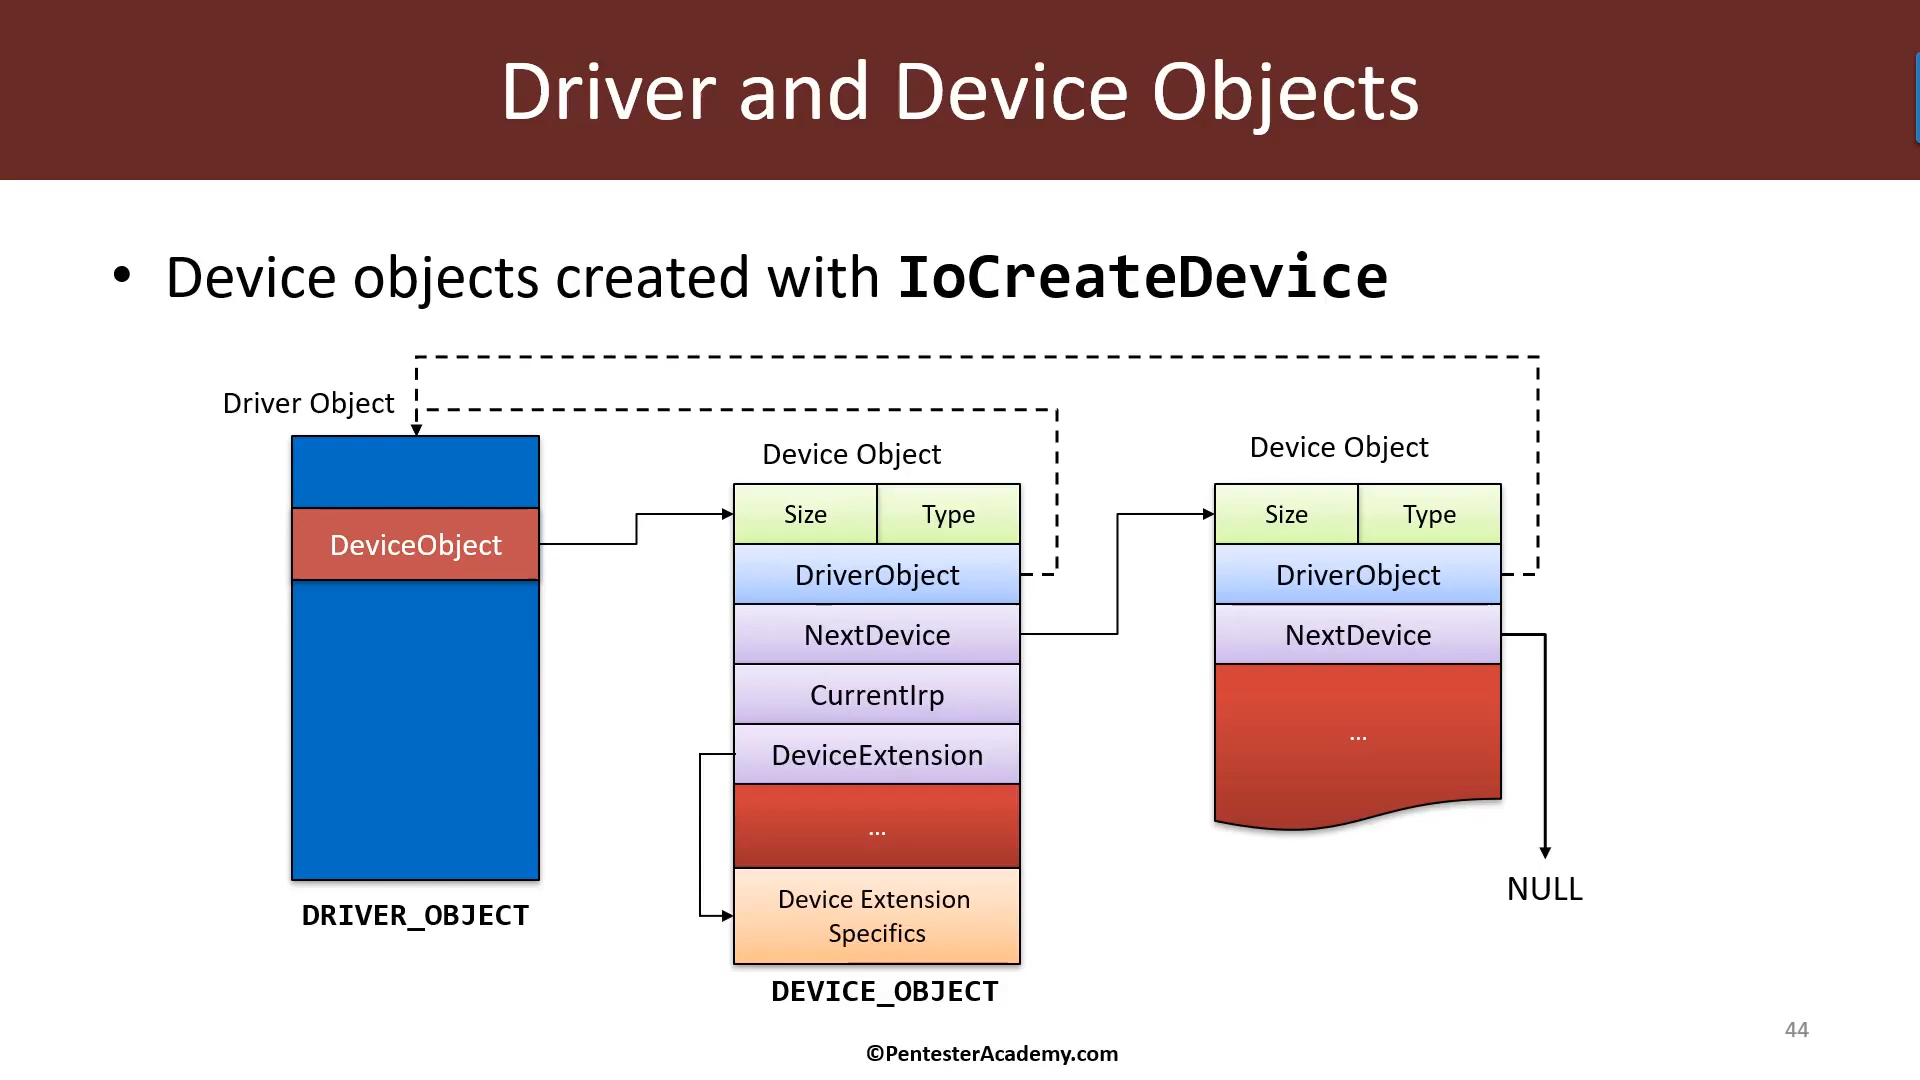 Driver and Device Objects
• Device objects created with IoCreateDevice
Driver Object
DeviceObject
DRIVER_OBJECT
Device Object
Size Type
DriverObject
NextDevice
CurrentIrp
DeviceExtension
...
Device Extension
Specifics
DEVICE_OBJECT
Device Object
Size Type
DriverObject
NextDevice
...
NULL
44
©PentesterAcademy.com